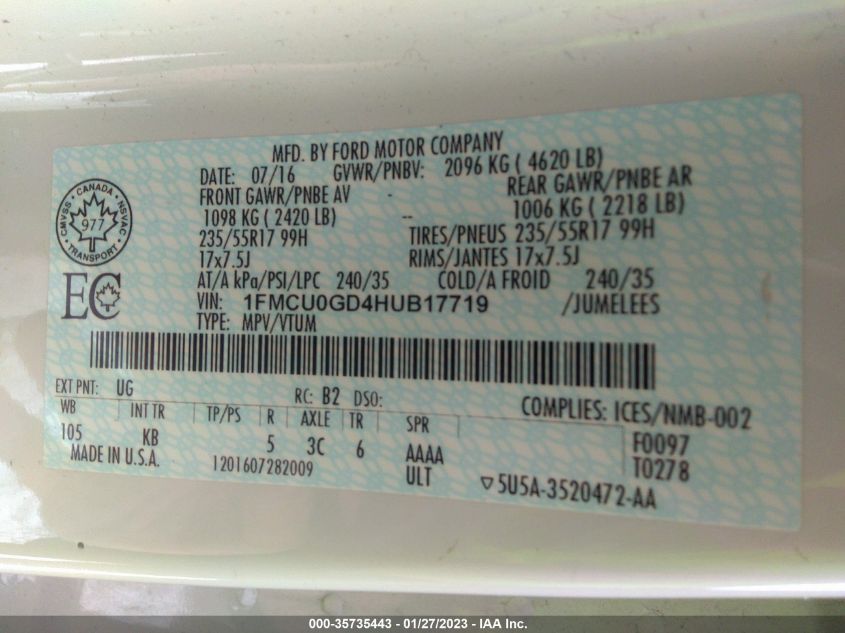 MFD. BY FORD MOTOR COMPANY
DATE: 07/16 GVWR/PNBV: 2096 KG ( 4620 LB)
FRONT GAWR/PNBE AV REAR GAWR/PNBE AR
1098 KG ( 2420 LB) -- 1006 KG ( 2218 LB)
235/55R17 99H TIRES/PNEUS 235/55R17 99H
17x7.5J RIMS/JANTES 17x7.5J
AT/A kPa/PSI/LPC 240/35 COLD/A FROID 240/35
VIN: 1FMCU0GD4HUB17719 /JUMELEES
TYPE: MPV/VTUM
CANADA
CMVSS NSVAC
977
TRANSPORT
EC
EXT PNT: UG RC: B2 DSO: COMPLIES: ICES/NMB-002
WB INT TR TP/PS R AXLE TR SPR F0097
105 KB 5 3C 6 AAAA T0278
MADE IN U.S.A. 1201607282009 ULT ▽5U5A-3520472-AA
000-35735443 - 01/27/2023 - IAA Inc.